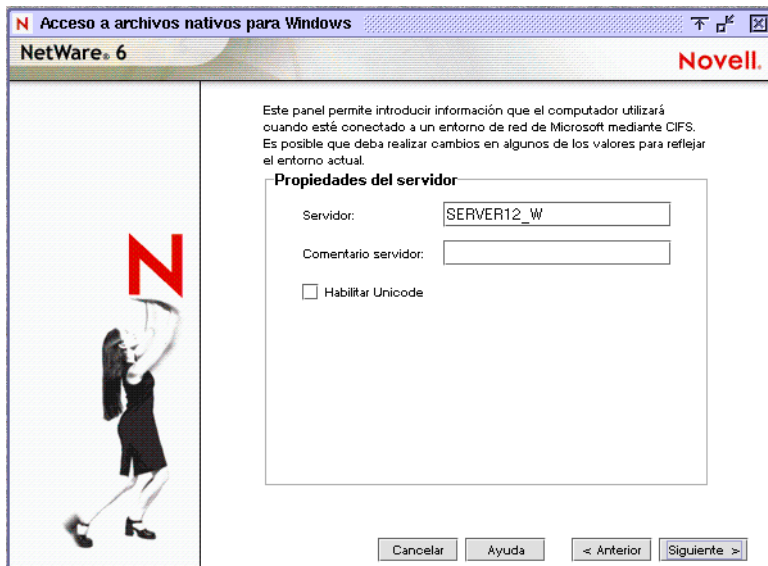 N Acceso a archivos nativos para Windows
NetWare® 6
Novell.
Este panel permite introducir información que el computador utilizará
cuando esté conectado a un entorno de red de Microsoft mediante CIFS.
Es posible que deba realizar cambios en algunos de los valores para reflejar
el entorno actual.
Propiedades del servidor
Servidor: SERVER12_W
Comentario servidor:
Habilitar Unicode
N
Cancelar Ayuda < Anterior Siguiente >